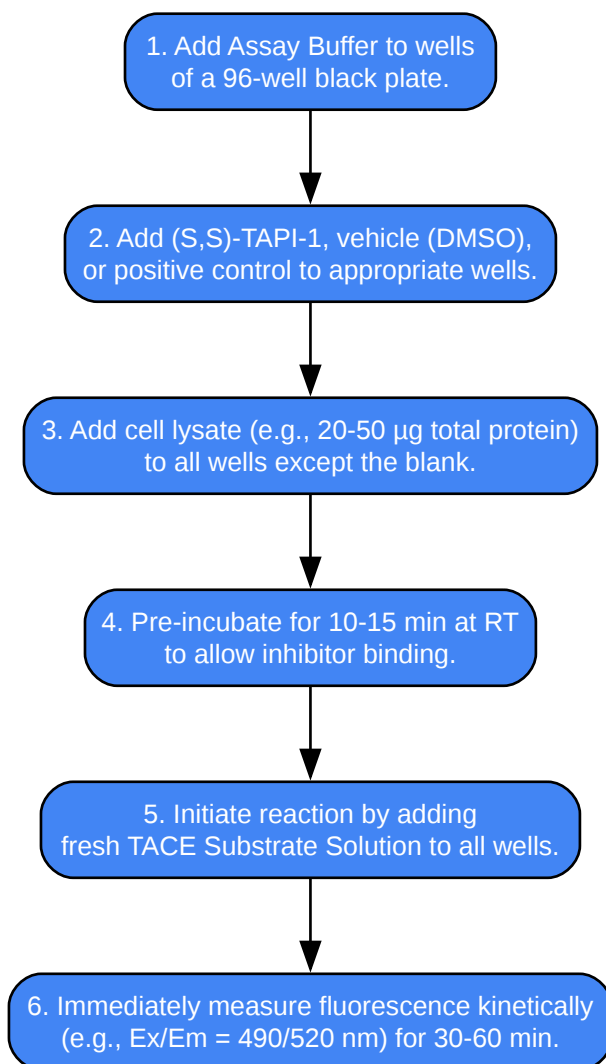 1. Add Assay Buffer to wells
of a 96-well black plate.
2. Add (S,S)-TAPI-1, vehicle (DMSO),
or positive control to appropriate wells.
3. Add cell lysate (e.g., 20-50 µg total protein)
to all wells except the blank.
4. Pre-incubate for 10-15 min at RT
to allow inhibitor binding.
5. Initiate reaction by adding
fresh TACE Substrate Solution to all wells.
6. Immediately measure fluorescence kinetically
(e.g., Ex/Em = 490/520 nm) for 30-60 min.